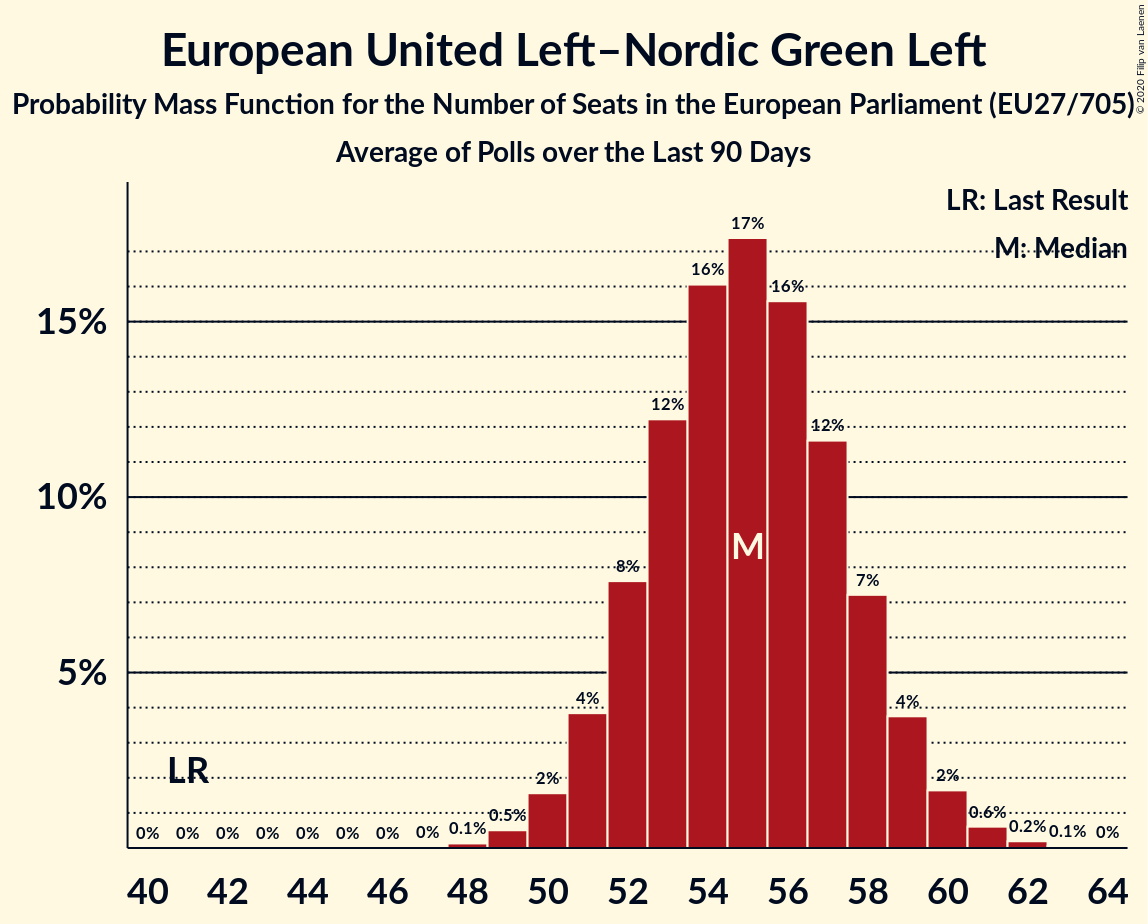 European United Left–Nordic Green Left
Probability Mass Function for the Number of Seats in the European Parliament (EU27/705)
Average of Polls over the Last 90 Days
© 2020 Filip van Laenen
LR: Last Result
M: Median
17%
16%
16%
15%
12%
12%
10%
M
8%
7%
5%
4%
4%
LR
2%
2%
0% 0% 0% 0% 0% 0% 0% 0% 0.1% 0.5% 0.6% 0.2% 0.1% 0%
40 42 44 46 48 50 52 54 56 58 60 62 64